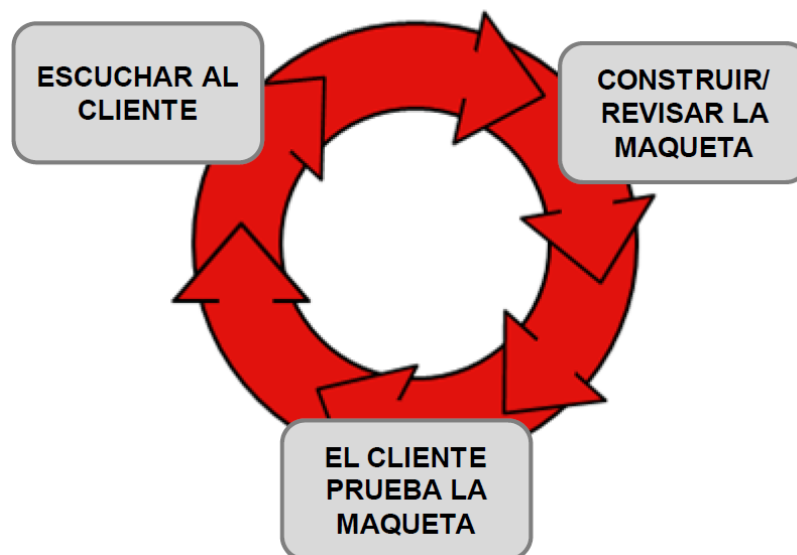 ESCUCHAR AL
CLIENTE
CONSTRUIR/
REVISAR LA
MAQUETA
EL CLIENTE
PRUEBA LA
MAQUETA